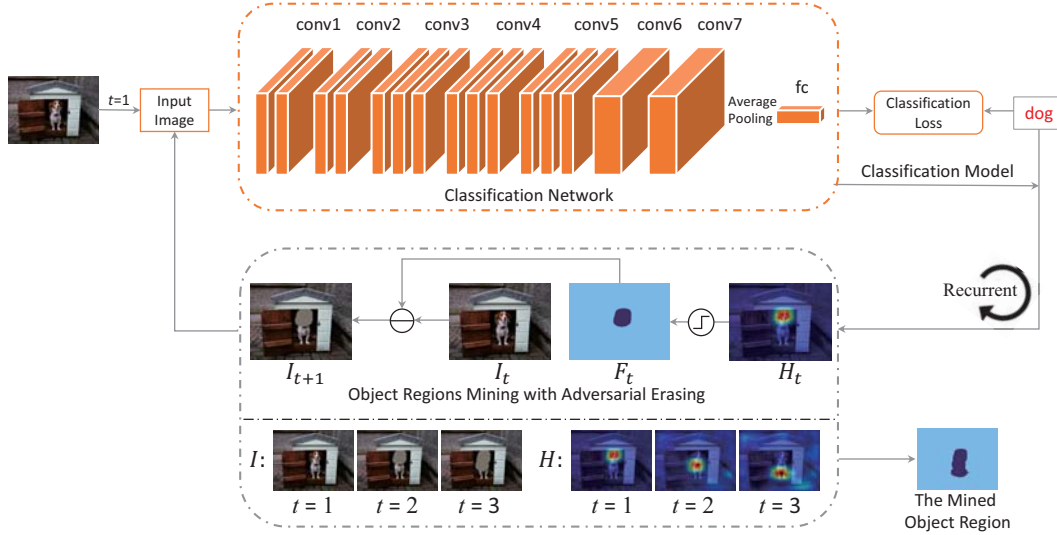 conv1 conv2 conv3 conv4 conv5 conv6 conv7
t=1
Input
Image
Average
Pooling
fc
Classification
Loss
dog
Classification Network
Classification Model
Recurrent
I_{t+1}
I_t
F_t
H_t
Object Regions Mining with Adversarial Erasing
I:
t = 1 t = 2 t = 3
H:
t = 1 t = 2 t = 3
The Mined
Object Region